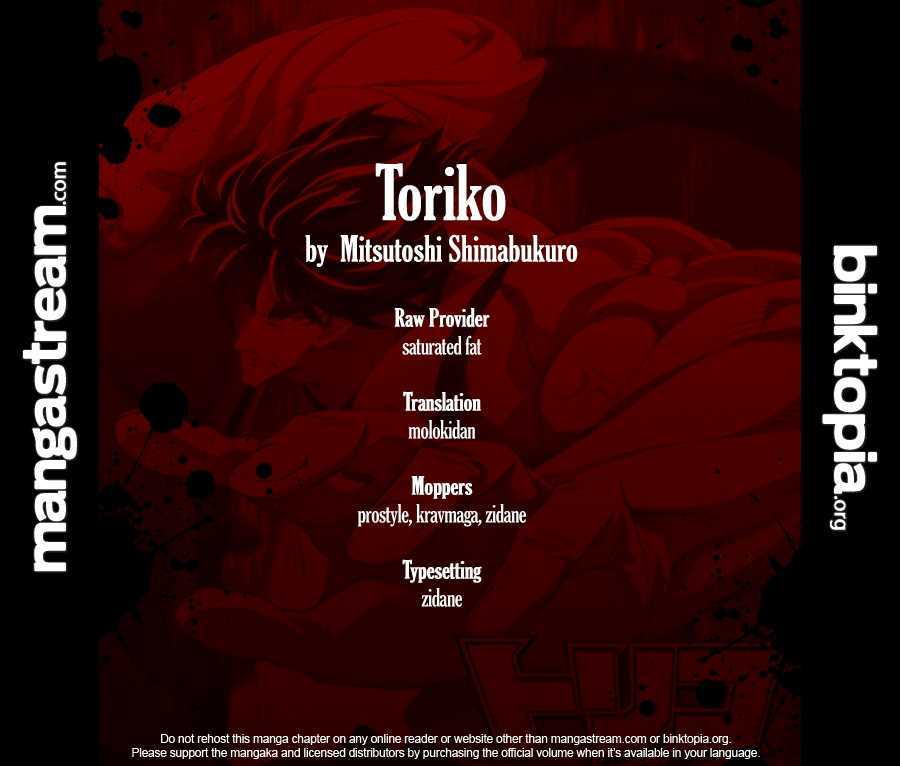 mangastream.com
Toriko
by Mitsutoshi Shimabukuro
Raw Provider
saturated fat
Translation
molokidan
Moppers
prostyle, kravmaga, zidane
Typesetting
zidane
binktopia.org
トリコ
Do not rehost this manga chapter on any online reader or website other than mangastream.com or binktopia.org.
Please support the mangaka and licensed distributors by purchasing the official volume when it's available in your language.